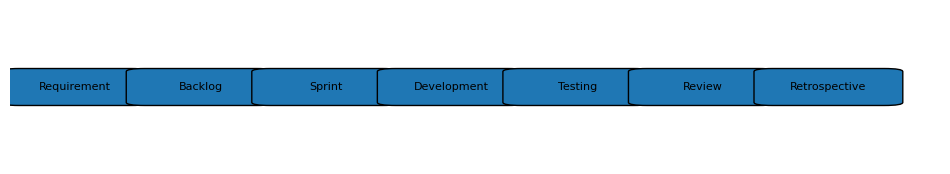 Requirement Backlog Sprint Development Testing Review Retrospective